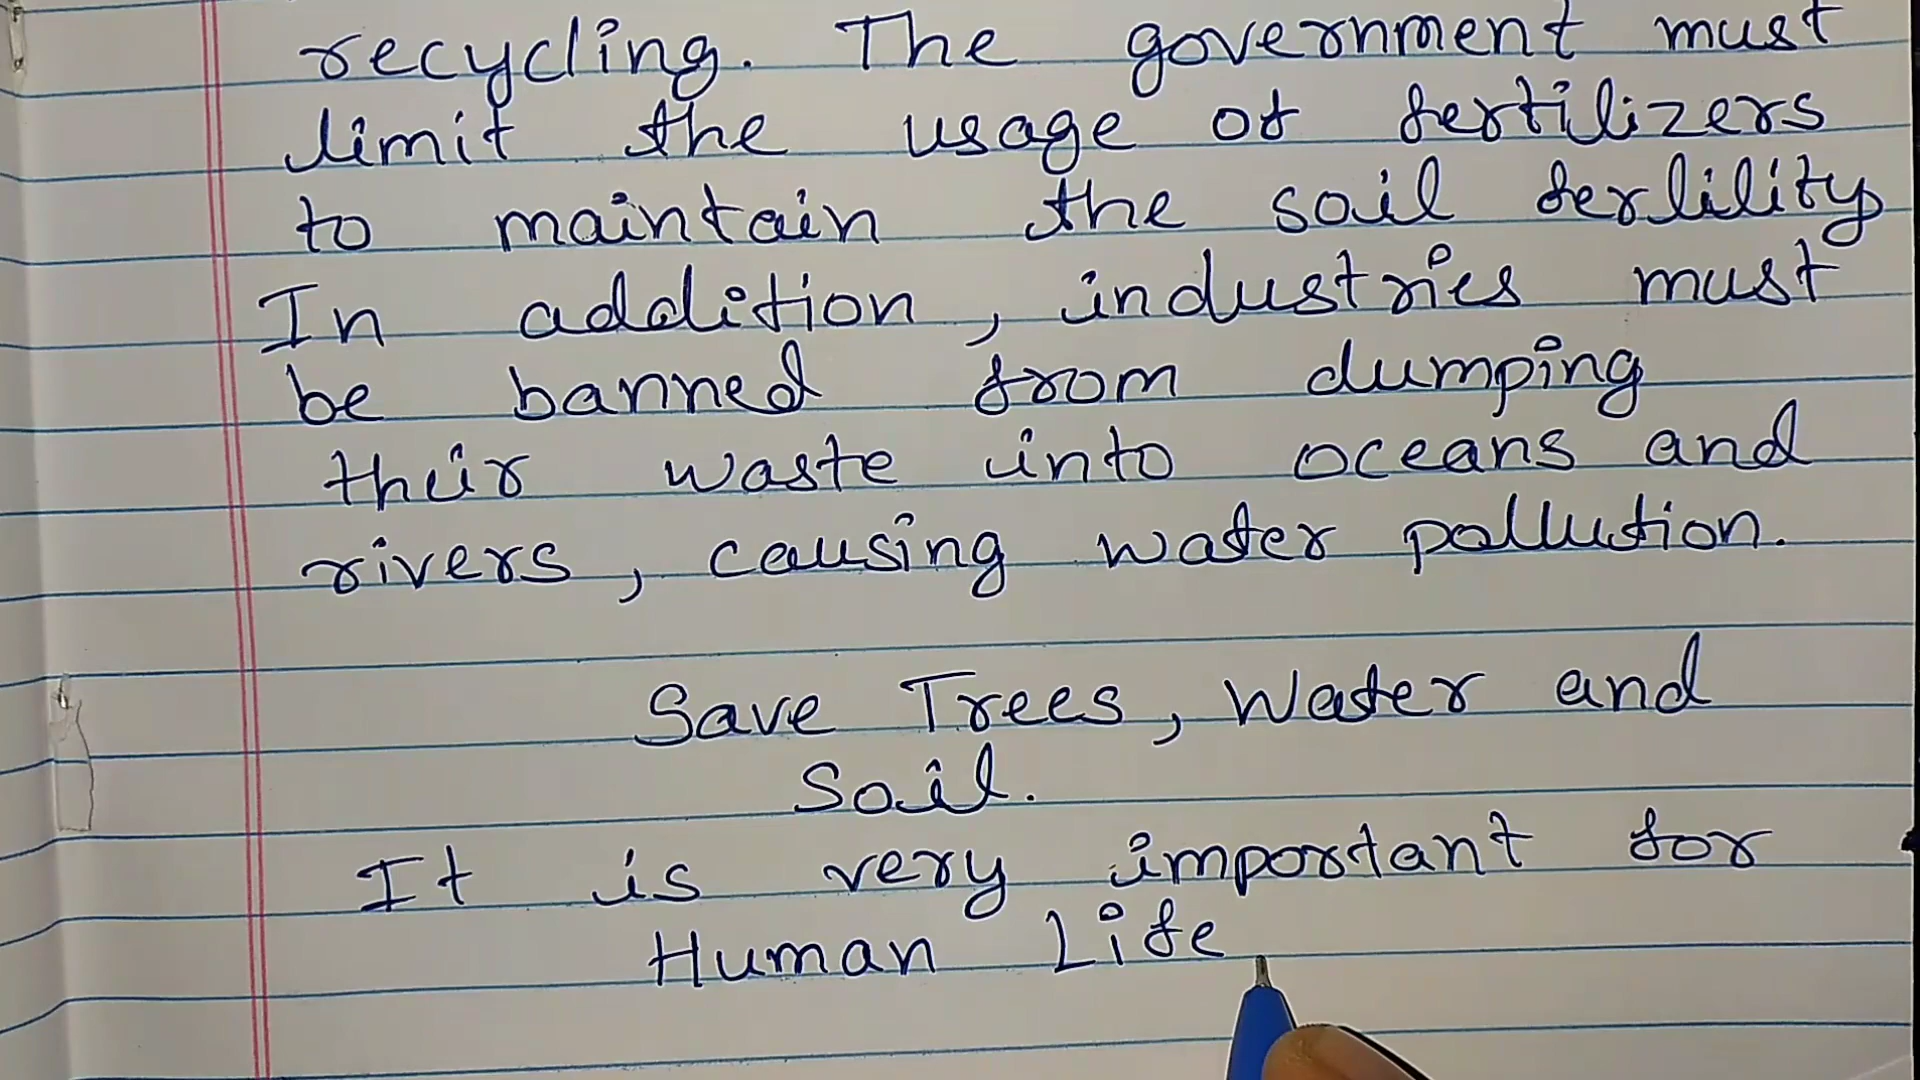 recycling. The government must
limit the usage of fertilizers
to maintain the soil ferlility
In addition, industries must
be banned from dumping
their waste into oceans and
rivers, causing water pollution.
Save Trees, Water and
Soil.
It is very important for
Human Life